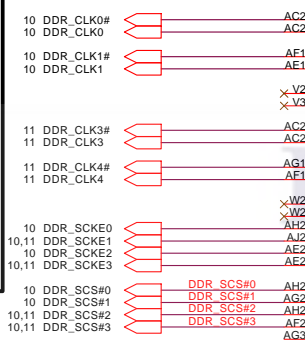 10 DDR_CLK0# AC2
10 DDR_CLK0 AC2
10 DDR_CLK1# AF1
10 DDR_CLK1 AE1
V2
V3
11 DDR_CLK3# AC2
11 DDR_CLK3 AC2
11 DDR_CLK4# AG1
11 DDR_CLK4 AF1
W2
W2
10 DDR_SCKE0 AH2
10,11 DDR_SCKE1 AJ2
10 DDR_SCKE2 AE2
10,11 DDR_SCKE3 AE2
10 DDR_SCS#0 DDR_SCS#0 AH2
10 DDR_SCS#1 DDR_SCS#1 AG2
10,11 DDR_SCS#2 DDR_SCS#2 AH2
10,11 DDR_SCS#3 DDR_SCS#3 AF2
AG3